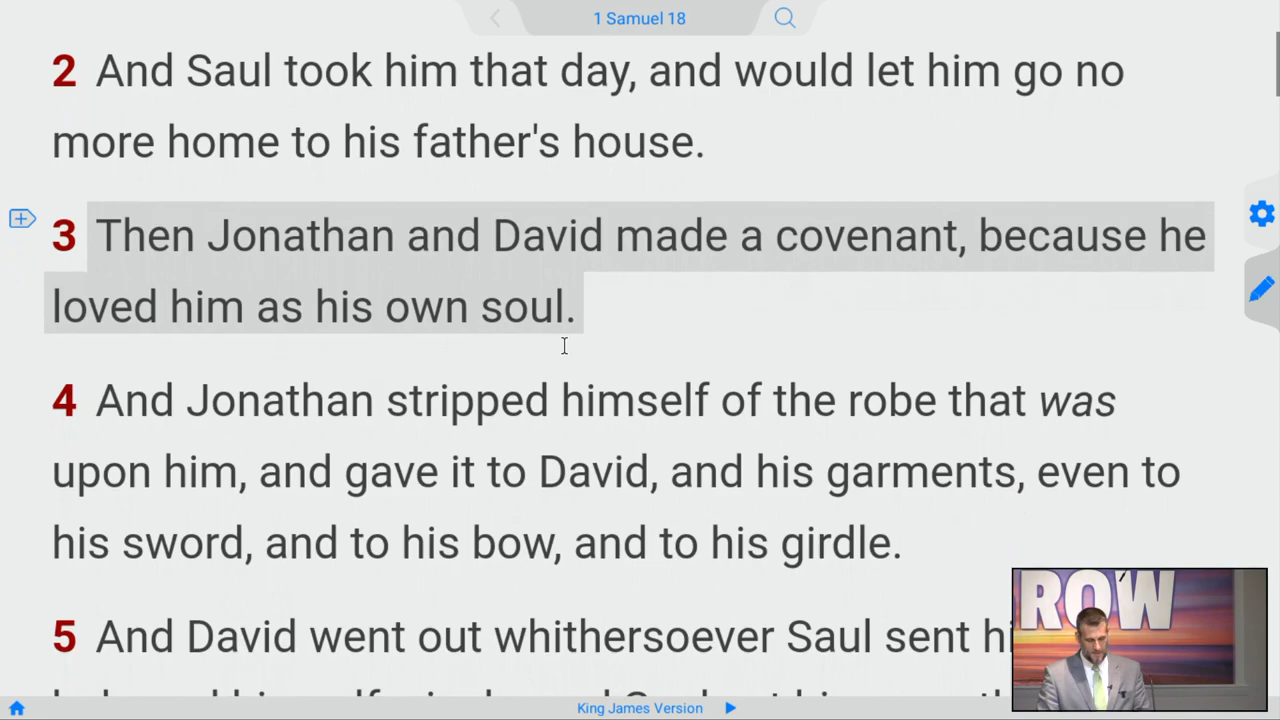 1 Samuel 18
2 And Saul took him that day, and would let him go no
more home to his father's house.
3 Then Jonathan and David made a covenant, because he
loved him as his own soul.
4 And Jonathan stripped himself of the robe that was
upon him, and gave it to David, and his garments, even to
his sword, and to his bow, and to his girdle.
5 And David went out whithersoever Saul sent
ROW
King James Version